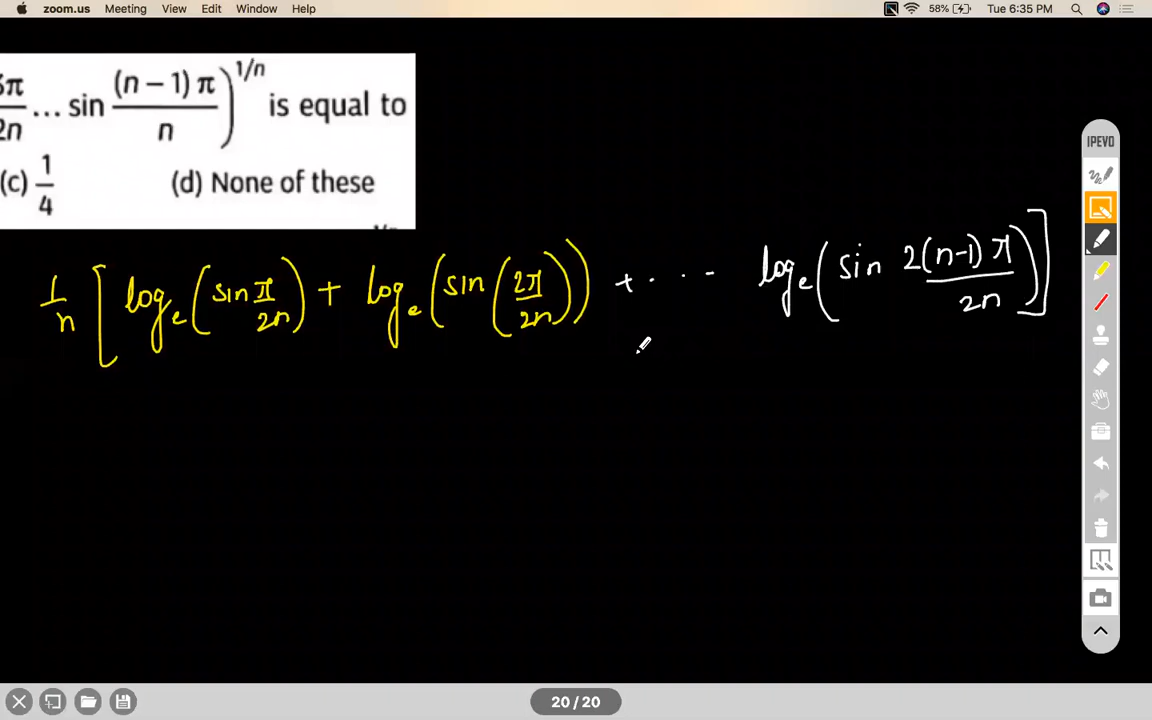 zoom.us Meeting View Edit Window Help 58% Tue 6:35 PM
3π/2n ... sin ((n − 1) π / n))^1/n is equal to
(c) 1/4 (d) None of these
1/n [ log_e (sin π/2n) + log_e (sin (2π/2n)) + . . . - log_e (sin 2(n-1) π / 2n) ]
IPEVO
20 / 20